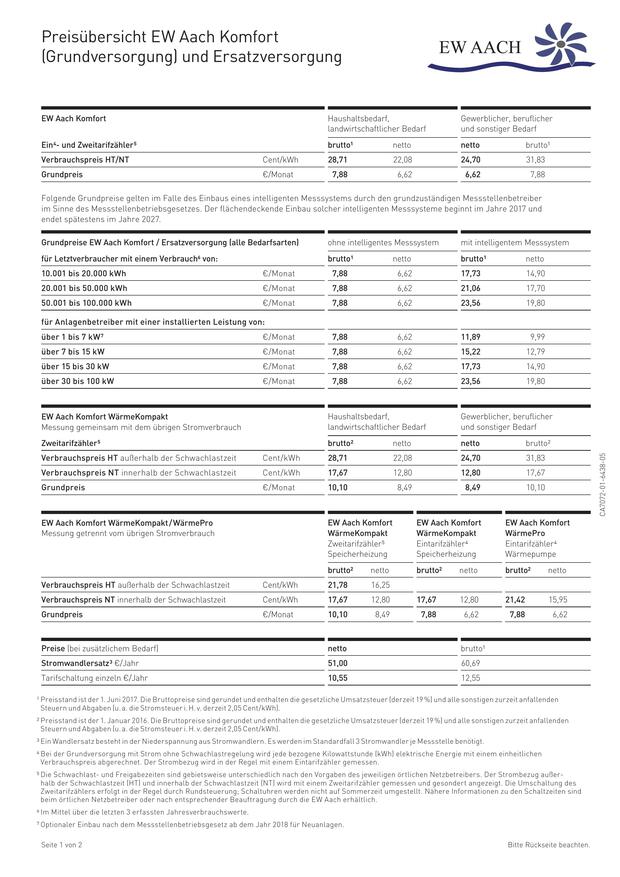 Preisübersicht EW Aach Komfort
(Grundversorgung) und Ersatzversorgung
EW AACH
EW Aach Komfort
Haushaltsbedarf,
landwirtschaftlicher Bedarf
Gewerblicher, beruflicher
und sonstiger Bedarf
Ein⁴- und Zweitarifzähler⁵ brutto¹ netto netto brutto¹
Verbrauchspreis HT/NT Cent/kWh 28,71 22,08 24,70 31,83
Grundpreis €/Monat 7,88 6,62 6,62 7,88
Folgende Grundpreise gelten im Falle des Einbaus eines intelligenten Messsystems durch den grundzuständigen Messstellenbetreiber
im Sinne des Messstellenbetriebsgesetzes. Der flächendeckende Einbau solcher intelligenten Messsysteme beginnt im Jahre 2017 und
endet spätestens im Jahre 2027.
Grundpreise EW Aach Komfort / Ersatzversorgung (alle Bedarfsarten) ohne intelligentes Messsystem mit intelligentem Messsystem
für Letztverbraucher mit einem Verbrauch⁶ von: brutto¹ netto brutto¹ netto
10.001 bis 20.000 kWh €/Monat 7,88 6,62 17,73 14,90
20.001 bis 50.000 kWh €/Monat 7,88 6,62 21,06 17,70
50.001 bis 100.000 kWh €/Monat 7,88 6,62 23,56 19,80
für Anlagenbetreiber mit einer installierten Leistung von:
über 1 bis 7 kW⁷ €/Monat 7,88 6,62 11,89 9,99
über 7 bis 15 kW €/Monat 7,88 6,62 15,22 12,79
über 15 bis 30 kW €/Monat 7,88 6,62 17,73 14,90
über 30 bis 100 kW €/Monat 7,88 6,62 23,56 19,80
EW Aach Komfort WärmeKompakt
Messung gemeinsam mit dem übrigen Stromverbrauch
Haushaltsbedarf,
landwirtschaftlicher Bedarf
Gewerblicher, beruflicher
und sonstiger Bedarf
Zweitarifzähler⁵ brutto² netto netto brutto²
Verbrauchspreis HT außerhalb der Schwachlastzeit Cent/kWh 28,71 22,08 24,70 31,83
Verbrauchspreis NT innerhalb der Schwachlastzeit Cent/kWh 17,67 12,80 12,80 17,67
Grundpreis €/Monat 10,10 8,49 8,49 10,10
EW Aach Komfort WärmeKompakt/WärmePro
Messung getrennt vom übrigen Stromverbrauch
EW Aach Komfort
WärmeKompakt
Zweitarifzähler⁵
Speicherheizung
EW Aach Komfort
WärmeKompakt
Eintarifzähler⁴
Speicherheizung
EW Aach Komfort
WärmePro
Eintarifzähler⁴
Wärmepumpe
brutto² netto brutto² netto brutto² netto
Verbrauchspreis HT außerhalb der Schwachlastzeit Cent/kWh 21,78 16,25
Verbrauchspreis NT innerhalb der Schwachlastzeit Cent/kWh 17,67 12,80 17,67 12,80 21,42 15,95
Grundpreis €/Monat 10,10 8,49 7,88 6,62 7,88 6,62
Preise (bei zusätzlichem Bedarf) netto brutto¹
Stromwandlersatz³ €/Jahr 51,00 60,69
Tarifschaltung einzeln €/Jahr 10,55 12,55
¹ Preisstand ist der 1. Juni 2017. Die Bruttopreise sind gerundet und enthalten die gesetzliche Umsatzsteuer (derzeit 19%) und alle sonstigen zurzeit anfallenden
Steuern und Abgaben (u. a. die Stromsteuer i. H. v. derzeit 2,05 Cent/kWh).
² Preisstand ist der 1. Januar 2016. Die Bruttopreise sind gerundet und enthalten die gesetzliche Umsatzsteuer (derzeit 19%) und alle sonstigen zurzeit anfallenden
Steuern und Abgaben (u. a. die Stromsteuer i. H. v. derzeit 2,05 Cent/kWh).
³ Ein Wandlersatz besteht in der Niederspannung aus Stromwandlern. Es werden im Standardfall 3 Stromwandler je Messstelle benötigt.
⁴ Bei der Grundversorgung mit Strom ohne Schwachlastregelung wird jede bezogene Kilowattstunde (kWh) elektrische Energie mit einem einheitlichen
Verbrauchspreis abgerechnet. Der Strombezug wird in der Regel mit einem Eintarifzähler gemessen.
⁵ Die Schwachlast- und Freigabezeiten sind gebietsweise unterschiedlich nach den Vorgaben des jeweiligen örtlichen Netzbetreibers. Der Strombezug außer-
halb der Schwachlastzeit (HT) und innerhalb der Schwachlastzeit (NT) wird mit einem Zweitarifzähler gemessen und gesondert angezeigt. Die Umschaltung des
Zweitarifzählers erfolgt in der Regel durch Rundsteuerung; Schaltuhren werden nicht auf Sommerzeit umgestellt. Nähere Informationen zu den Schaltzeiten sind
beim örtlichen Netzbetreiber oder nach entsprechender Beauftragung durch die EW Aach erhältlich.
⁶ Im Mittel über die letzten 3 erfassten Jahresverbrauchswerte.
⁷ Optionaler Einbau nach dem Messstellenbetriebsgesetz ab dem Jahr 2018 für Neuanlagen.
Seite 1 von 2 Bitte Rückseite beachten.
CA7072-01-6438-05